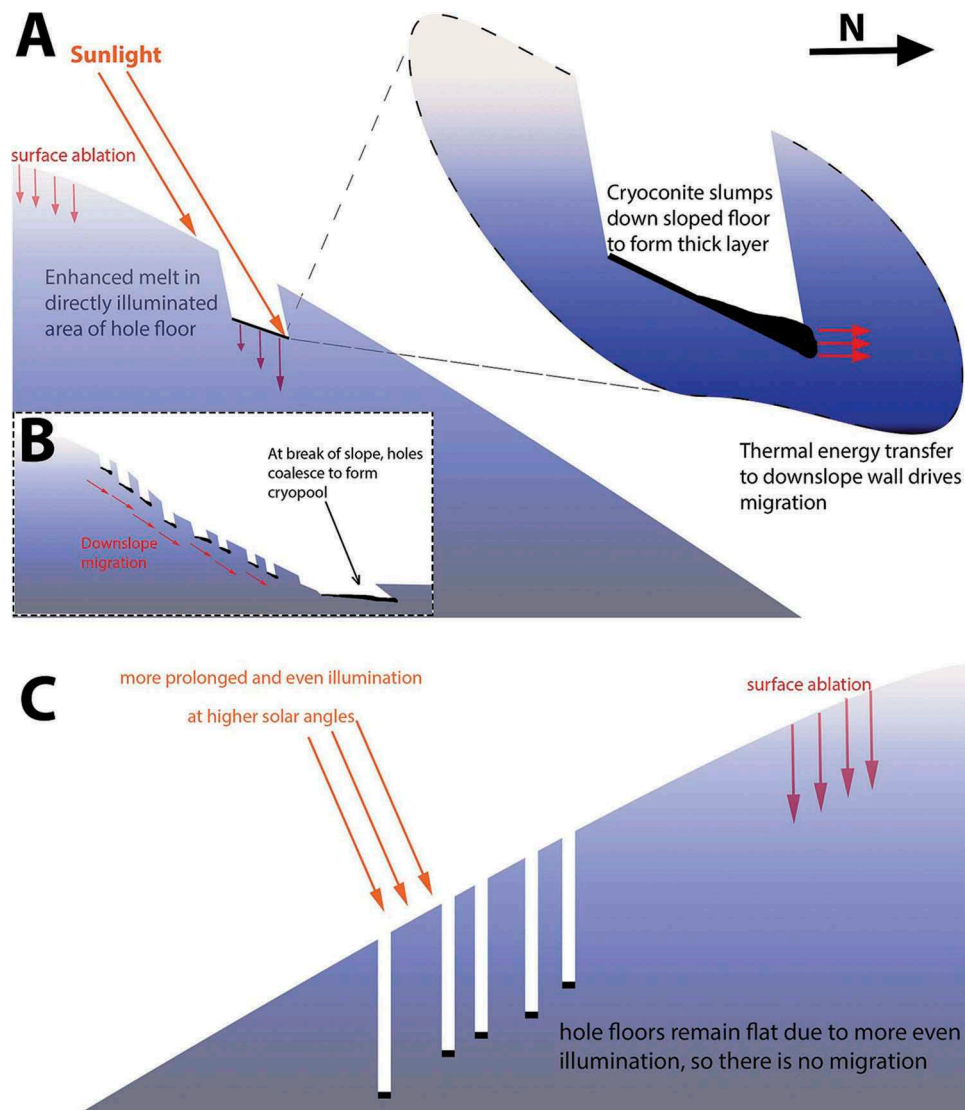 A
Sunlight
N
surface ablation
Cryoconite slumps
down sloped floor
to form thick layer
Enhanced melt in
directly illuminated
area of hole floor
Thermal energy transfer
to downslope wall drives
migration
B
At break of slope, holes
coalesce to form
cryopool
Downslope
migration
C
more prolonged and even illumination
at higher solar angles
surface ablation
hole floors remain flat due to more even
illumination, so there is no migration